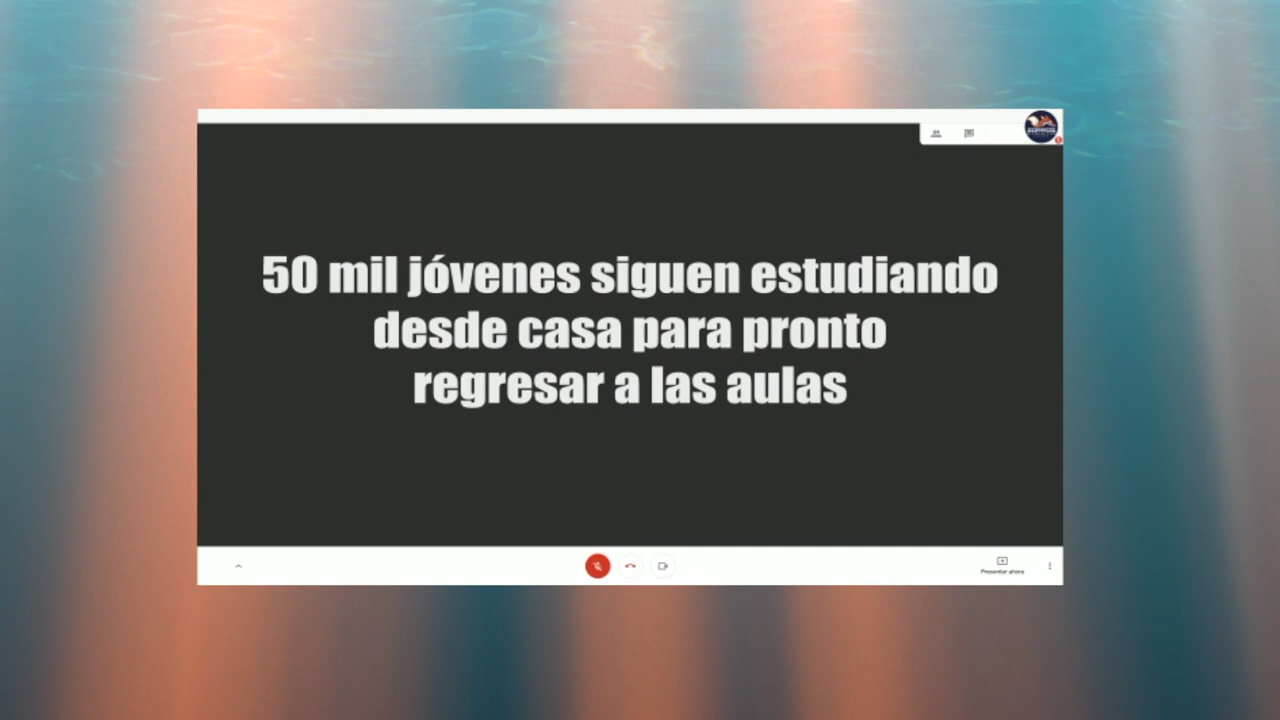 50 mil jóvenes siguen estudiando
desde casa para pronto
regresar a las aulas
Presentar ahora